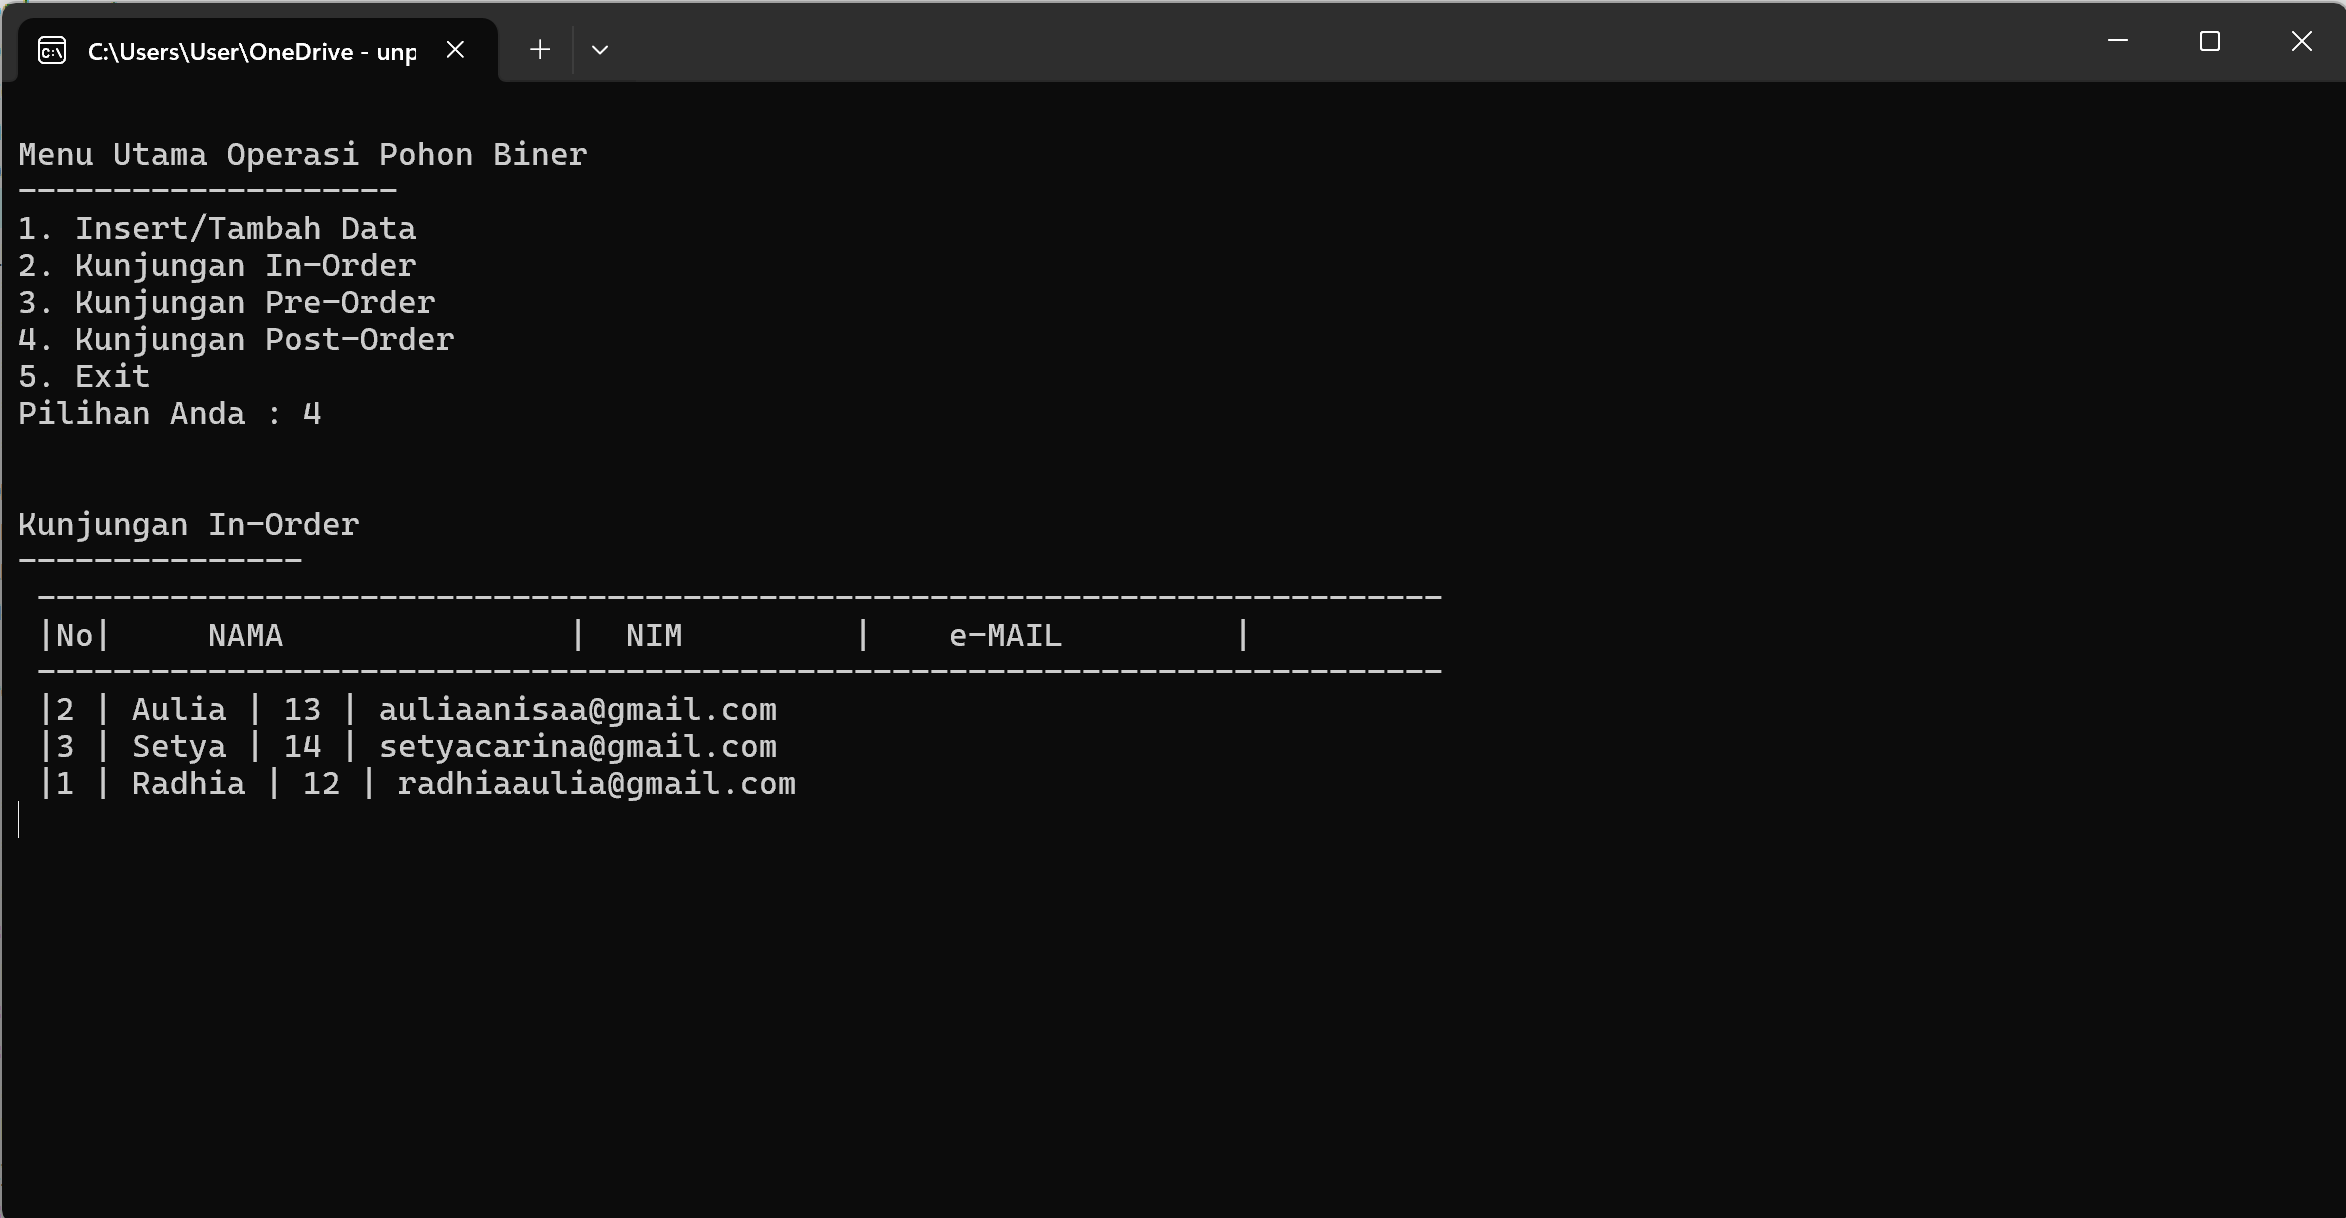 C:\Users\User\OneDrive - unp
Menu Utama Operasi Pohon Biner
--------------------
1. Insert/Tambah Data
2. Kunjungan In-Order
3. Kunjungan Pre-Order
4. Kunjungan Post-Order
5. Exit
Pilihan Anda : 4
Kunjungan In-Order
---------------
--------------------------------------------------------------------------
|No|     NAMA               |  NIM         |    e-MAIL         |
--------------------------------------------------------------------------
|2 | Aulia | 13 | auliaanisaa@gmail.com
|3 | Setya | 14 | setyacarina@gmail.com
|1 | Radhia | 12 | radhiaaulia@gmail.com